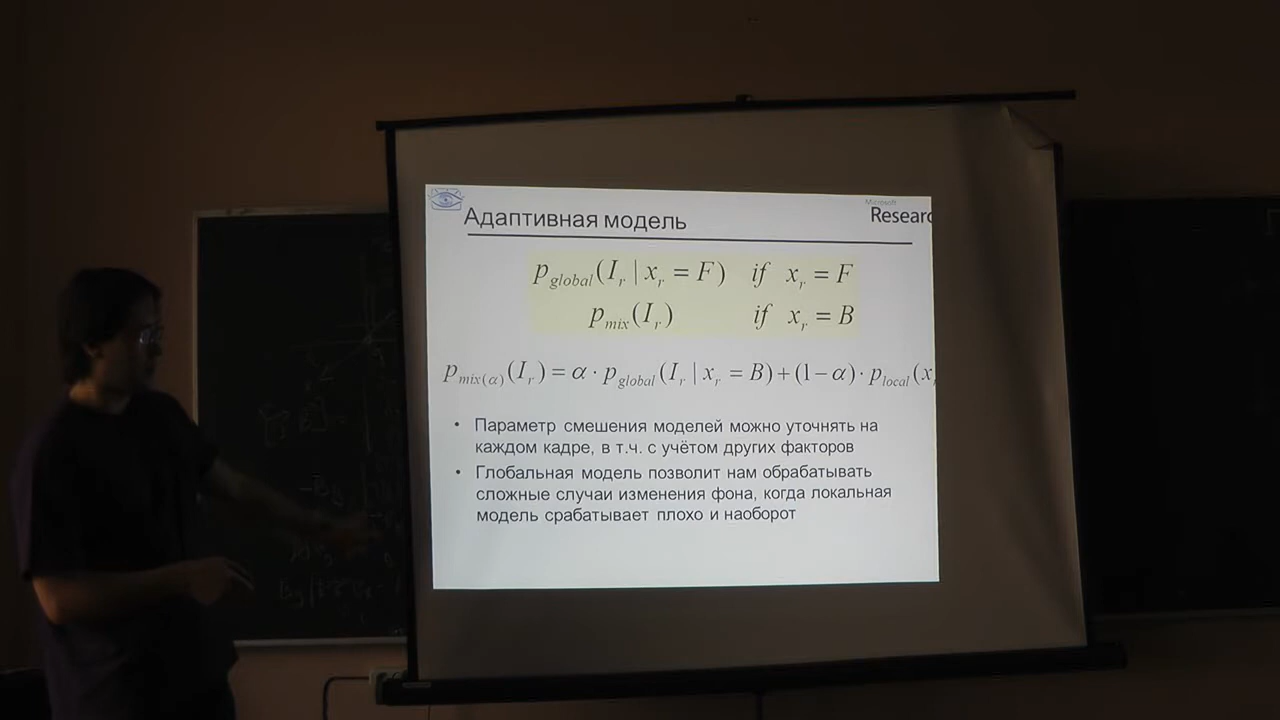 Адаптивная модель
Microsoft
Researc
p_global(I_r | x_r = F) if x_r = F
p_mix(I_r) if x_r = B
p_mix(α)(I_r) = α · p_global(I_r | x_r = B) + (1 − α) · p_local(x
• Параметр смешения моделей можно уточнять на
каждом кадре, в т.ч. с учётом других факторов
• Глобальная модель позволит нам обрабатывать
сложные случаи изменения фона, когда локальная
модель срабатывает плохо и наоборот